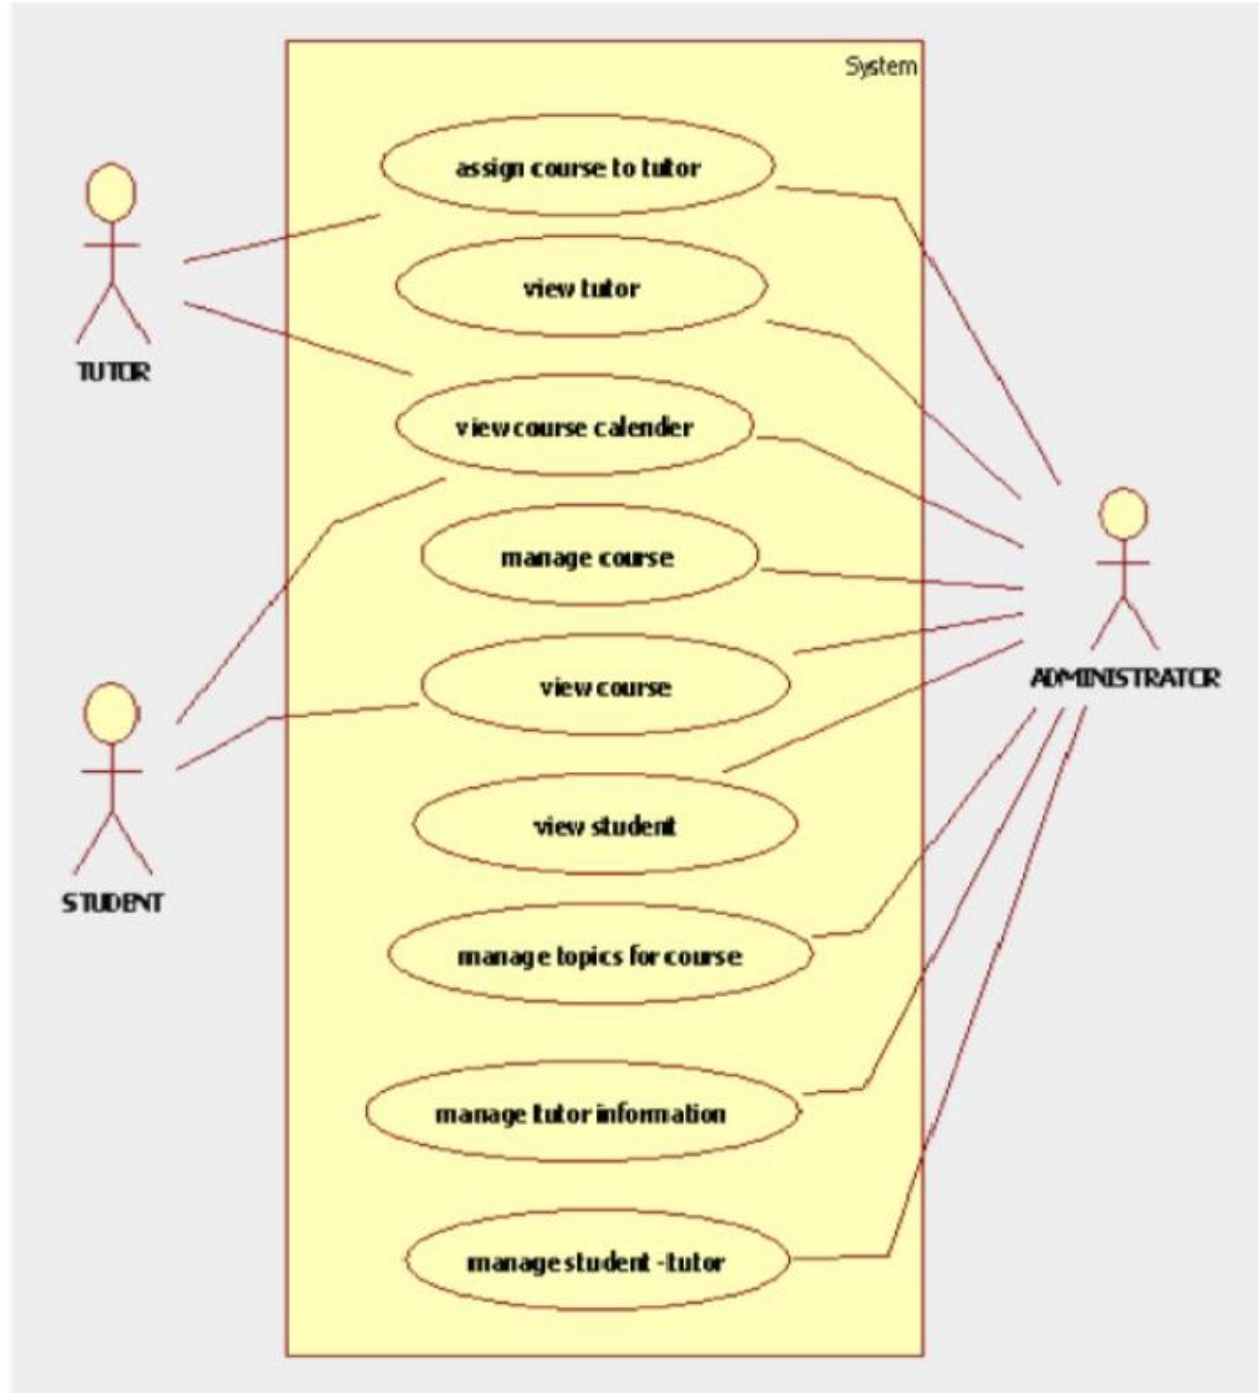 System
assign course to tutor
view tutor
TUTOR
view course calender
manage course
view course
ADMINISTRATOR
view student
STUDENT
manage topics for course
manage tutor information
manage student -tutor